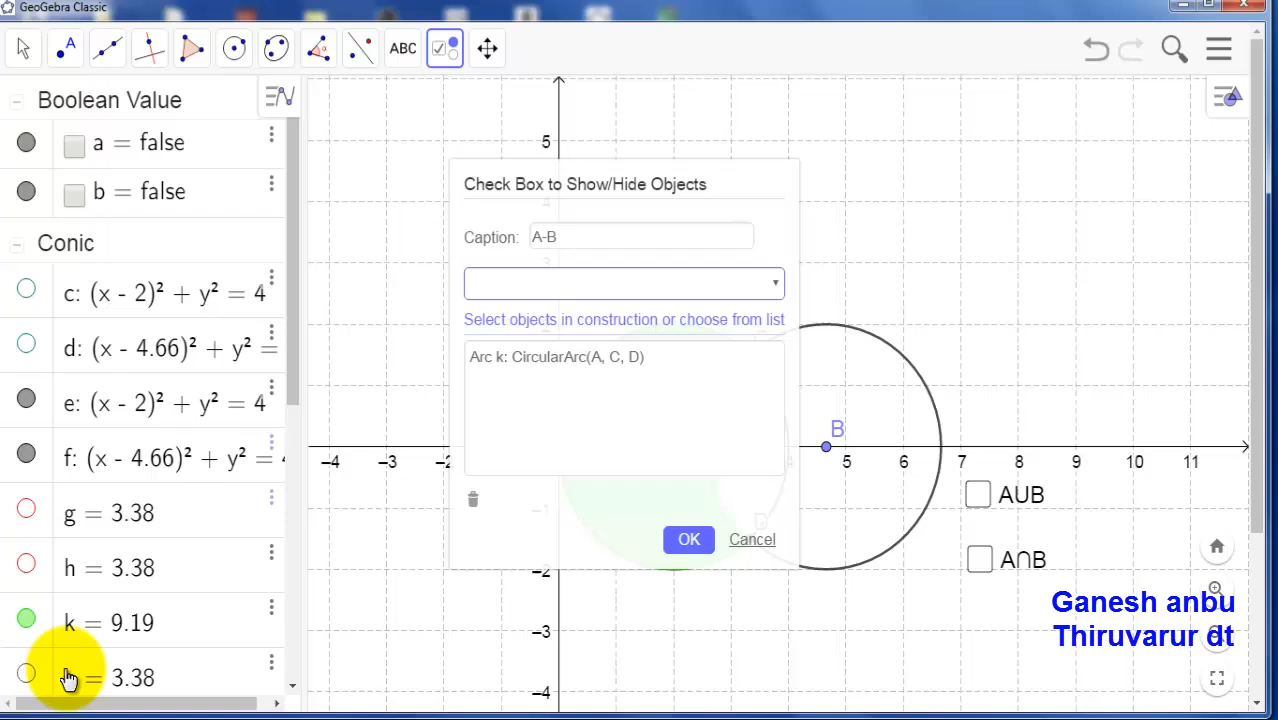 GeoGebra Classic
A
ABC
Boolean Value
a = false
b = false
Conic
c: (x - 2)² + y² = 4
d: (x - 4.66)² + y² =
e: (x - 2)² + y² = 4
f: (x - 4.66)² + y² =
g = 3.38
h = 3.38
k = 9.19
= 3.38
Check Box to Show/Hide Objects
Caption: A-B
Select objects in construction or choose from list
Arc k: CircularArc(A, C, D)
OK Cancel
5
4
3
B
−4 −3 −2 5 6 7 8 9 10 11
−1
−2
−3
−4
AUB
A∩B
Ganesh anbu
Thiruvarur dt